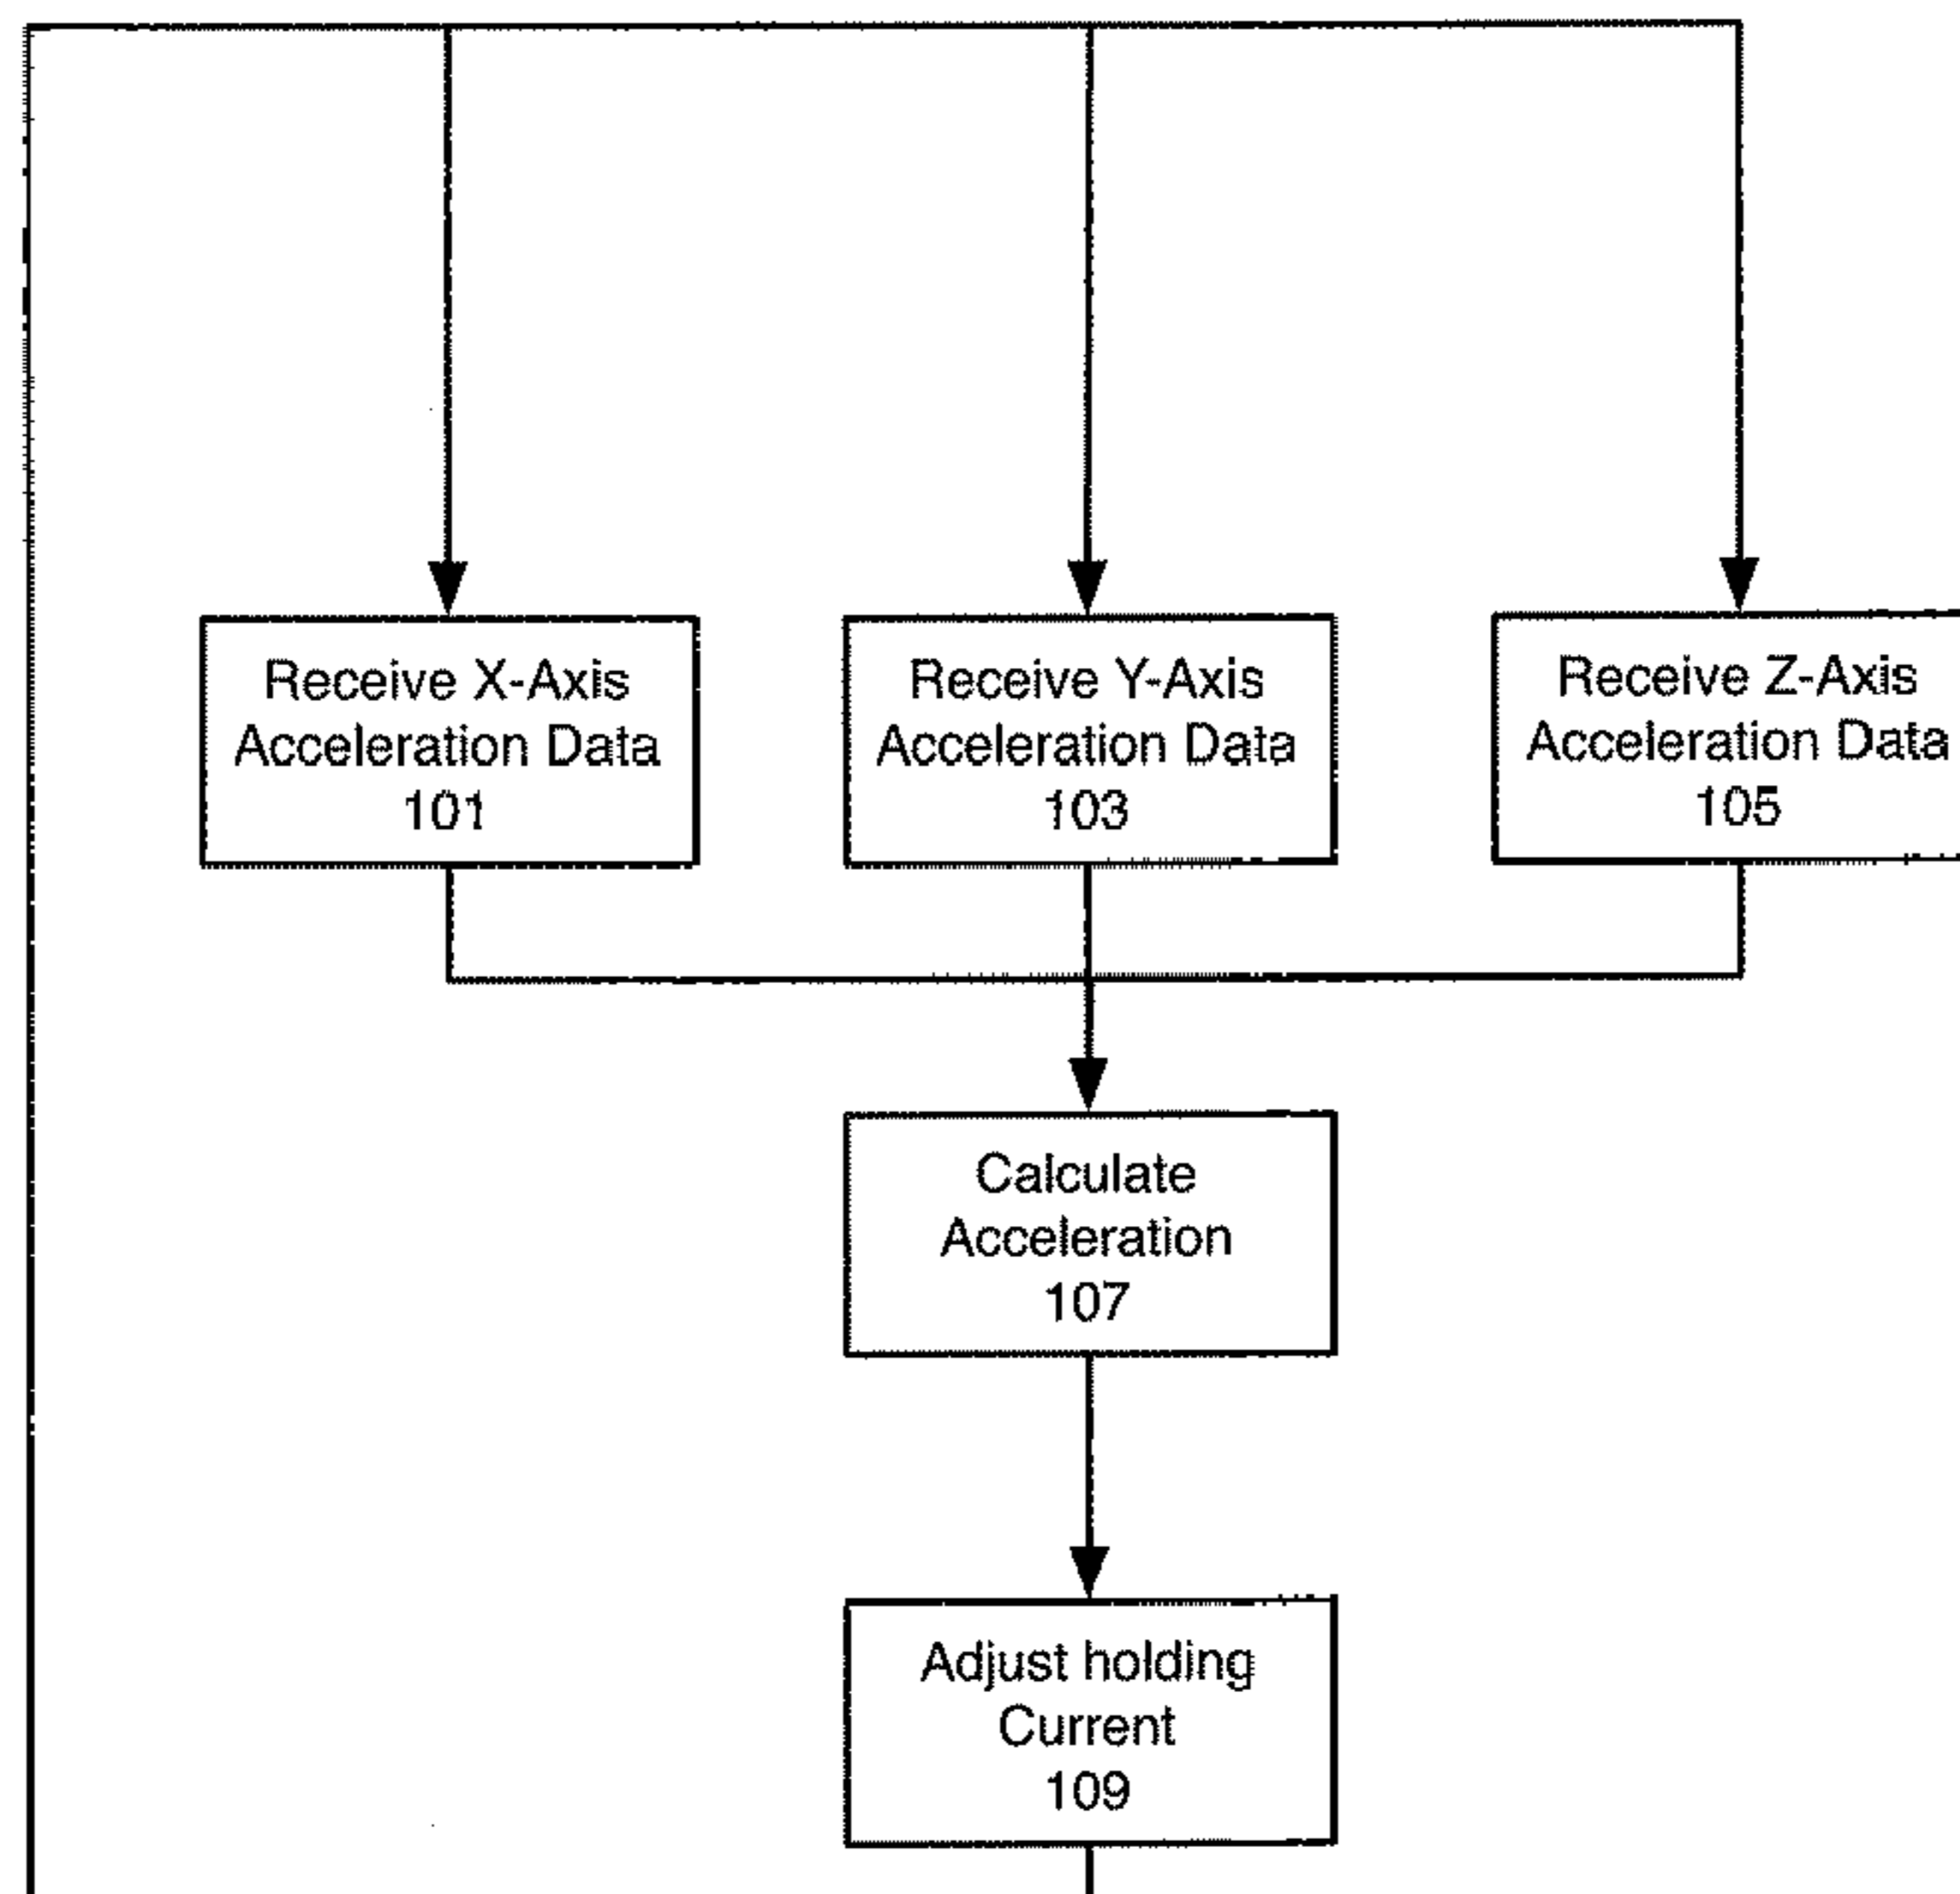 Receive X-Axis
Acceleration Data
101
Receive Y-Axis
Acceleration Data
103
Receive Z-Axis
Acceleration Data
105
Calculate
Acceleration
107
Adjust holding
Current
109